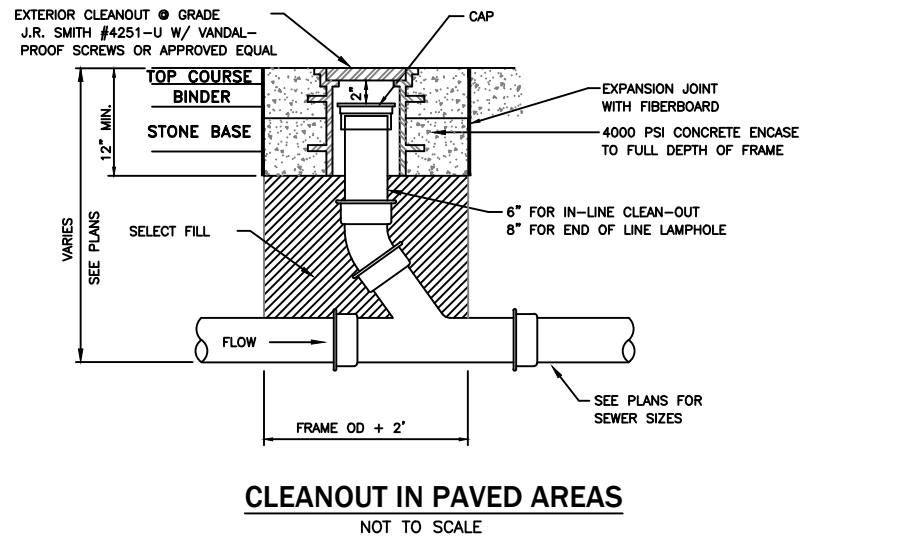 EXTERIOR CLEANOUT @ GRADE
J.R. SMITH #4251-U W/ VANDAL-
PROOF SCREWS OR APPROVED EQUAL
CAP
TOP COURSE
BINDER
STONE BASE
2"
12" MIN.
EXPANSION JOINT
WITH FIBERBOARD
4000 PSI CONCRETE ENCASE
TO FULL DEPTH OF FRAME
VARIES
SEE PLANS
SELECT FILL
6" FOR IN-LINE CLEAN-OUT
8" FOR END OF LINE LAMPHOLE
FLOW
SEE PLANS FOR
SEWER SIZES
FRAME OD + 2'
CLEANOUT IN PAVED AREAS
NOT TO SCALE